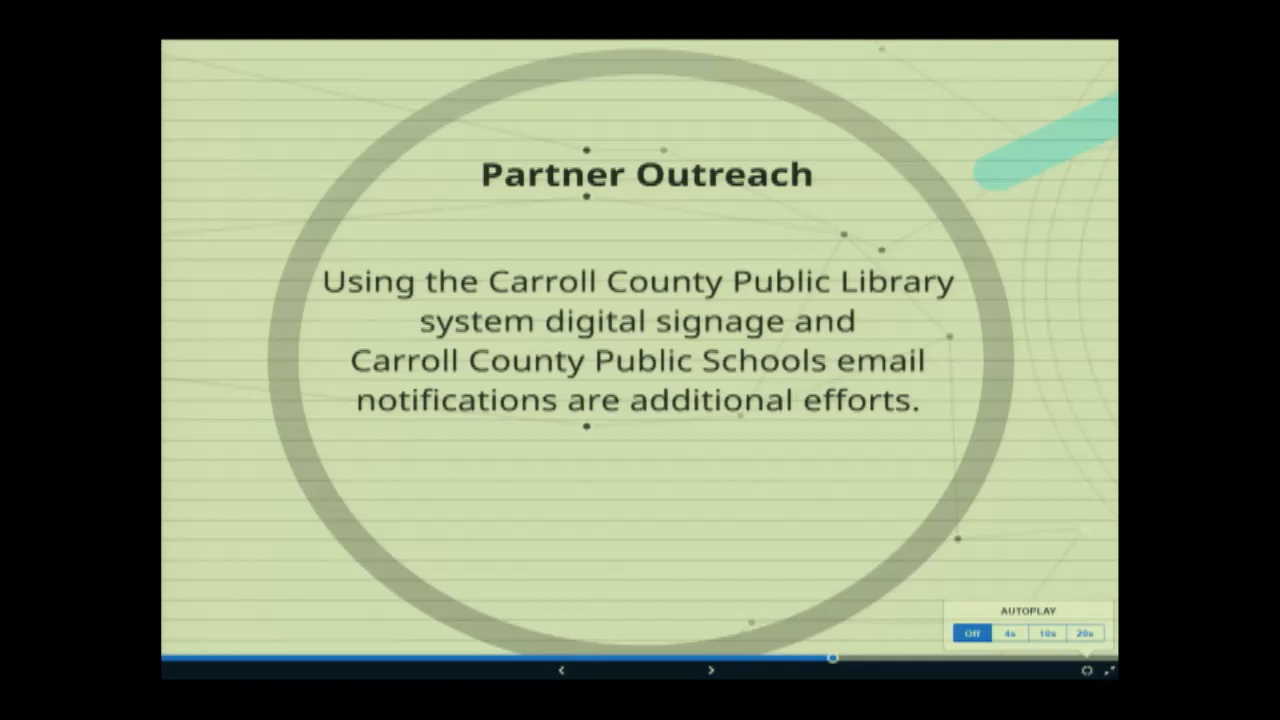 Partner Outreach
Using the Carroll County Public Library
system digital signage and
Carroll County Public Schools email
notifications are additional efforts.
AUTOPLAY
Off 4s 10s 20s